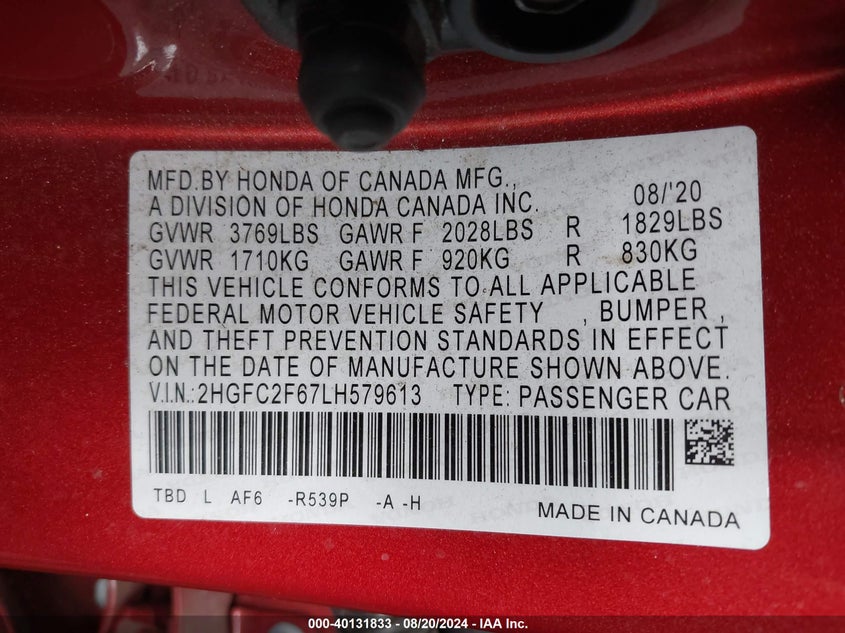 MFD.BY HONDA OF CANADA MFG.,
A DIVISION OF HONDA CANADA INC. 08/'20
GVWR 3769LBS GAWR F 2028LBS R 1829LBS
GVWR 1710KG GAWR F 920KG R 830KG
THIS VEHICLE CONFORMS TO ALL APPLICABLE
FEDERAL MOTOR VEHICLE SAFETY , BUMPER ,
AND THEFT PREVENTION STANDARDS IN EFFECT
ON THE DATE OF MANUFACTURE SHOWN ABOVE.
V.I.N.:2HGFC2F67LH579613 TYPE: PASSENGER CAR
TBD L AF6 -R539P -A -H
MADE IN CANADA
000-40131833 - 08/20/2024 - IAA Inc.